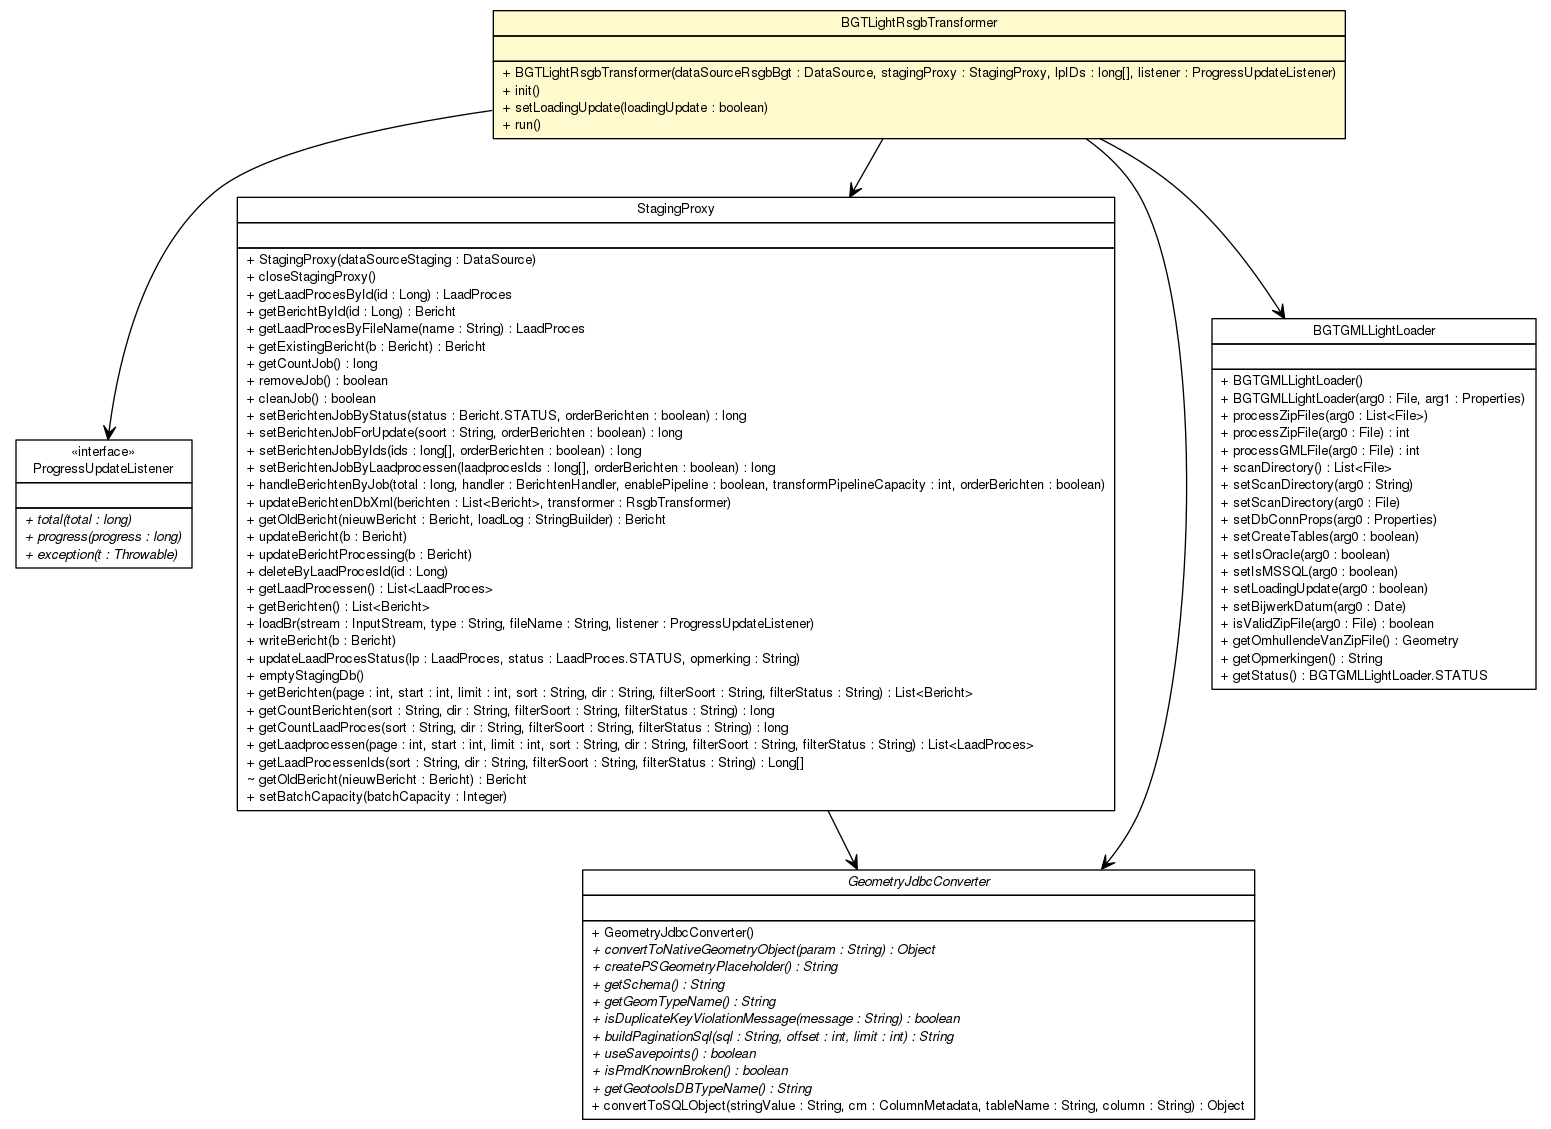 BGTLightRsgbTransformer
+ BGTLightRsgbTransformer(dataSourceRsgbBgt : DataSource, stagingProxy : StagingProxy, lpIDs : long[], listener : ProgressUpdateListener)
+ init()
+ setLoadingUpdate(loadingUpdate : boolean)
+ run()
StagingProxy
+ StagingProxy(dataSourceStaging : DataSource)
+ closeStagingProxy()
+ getLaadProcesById(id : Long) : LaadProces
+ getBerichtById(id : Long) : Bericht
+ getLaadProcesByFileName(name : String) : LaadProces
+ getExistingBericht(b : Bericht) : Bericht
+ getCountJob() : long
+ removeJob() : boolean
+ cleanJob() : boolean
+ setBerichtenJobByStatus(status : Bericht.STATUS, orderBerichten : boolean) : long
+ setBerichtenJobForUpdate(soort : String, orderBerichten : boolean) : long
+ setBerichtenJobByIds(ids : long[], orderBerichten : boolean) : long
+ setBerichtenJobByLaadprocessen(laadprocesIds : long[], orderBerichten : boolean) : long
+ handleBerichtenByJob(total : long, handler : BerichtenHandler, enablePipeline : boolean, transformPipelineCapacity : int, orderBerichten : boolean)
+ updateBerichtenDbXml(berichten : List<Bericht>, transformer : RsgbTransformer)
+ getOldBericht(nieuwBericht : Bericht, loadLog : StringBuilder) : Bericht
+ updateBericht(b : Bericht)
+ updateBerichtProcessing(b : Bericht)
+ deleteByLaadProcesId(id : Long)
+ getLaadProcessen() : List<LaadProces>
+ getBerichten() : List<Bericht>
+ loadBr(stream : InputStream, type : String, fileName : String, listener : ProgressUpdateListener)
+ writeBericht(b : Bericht)
+ updateLaadProcesStatus(lp : LaadProces, status : LaadProces.STATUS, opmerking : String)
+ emptyStagingDb()
+ getBerichten(page : int, start : int, limit : int, sort : String, dir : String, filterSoort : String, filterStatus : String) : List<Bericht>
+ getCountBerichten(sort : String, dir : String, filterSoort : String, filterStatus : String) : long
+ getCountLaadProces(sort : String, dir : String, filterSoort : String, filterStatus : String) : long
+ getLaadprocessen(page : int, start : int, limit : int, sort : String, dir : String, filterSoort : String, filterStatus : String) : List<LaadProces>
+ getLaadProcessenIds(sort : String, dir : String, filterSoort : String, filterStatus : String) : Long[]
~ getOldBericht(nieuwBericht : Bericht) : Bericht
+ setBatchCapacity(batchCapacity : Integer)
BGTGMLLightLoader
+ BGTGMLLightLoader()
+ BGTGMLLightLoader(arg0 : File, arg1 : Properties)
+ processZipFiles(arg0 : List<File>)
+ processZipFile(arg0 : File) : int
+ processGMLFile(arg0 : File) : int
+ scanDirectory() : List<File>
+ setScanDirectory(arg0 : String)
+ setScanDirectory(arg0 : File)
+ setDbConnProps(arg0 : Properties)
+ setCreateTables(arg0 : boolean)
+ setIsOracle(arg0 : boolean)
+ setIsMSSQL(arg0 : boolean)
+ setLoadingUpdate(arg0 : boolean)
+ setBijwerkDatum(arg0 : Date)
+ isValidZipFile(arg0 : File) : boolean
+ getOmhullendeVanZipFile() : Geometry
+ getOpmerkingen() : String
+ getStatus() : BGTGMLLightLoader.STATUS
«interface»
ProgressUpdateListener
+ total(total : long)
+ progress(progress : long)
+ exception(t : Throwable)
GeometryJdbcConverter
+ GeometryJdbcConverter()
+ convertToNativeGeometryObject(param : String) : Object
+ createPSGeometryPlaceholder() : String
+ getSchema() : String
+ getGeomTypeName() : String
+ isDuplicateKeyViolationMessage(message : String) : boolean
+ buildPaginationSql(sql : String, offset : int, limit : int) : String
+ useSavepoints() : boolean
+ isPmdKnownBroken() : boolean
+ getGeotoolsDBTypeName() : String
+ convertToSQLObject(stringValue : String, cm : ColumnMetadata, tableName : String, column : String) : Object